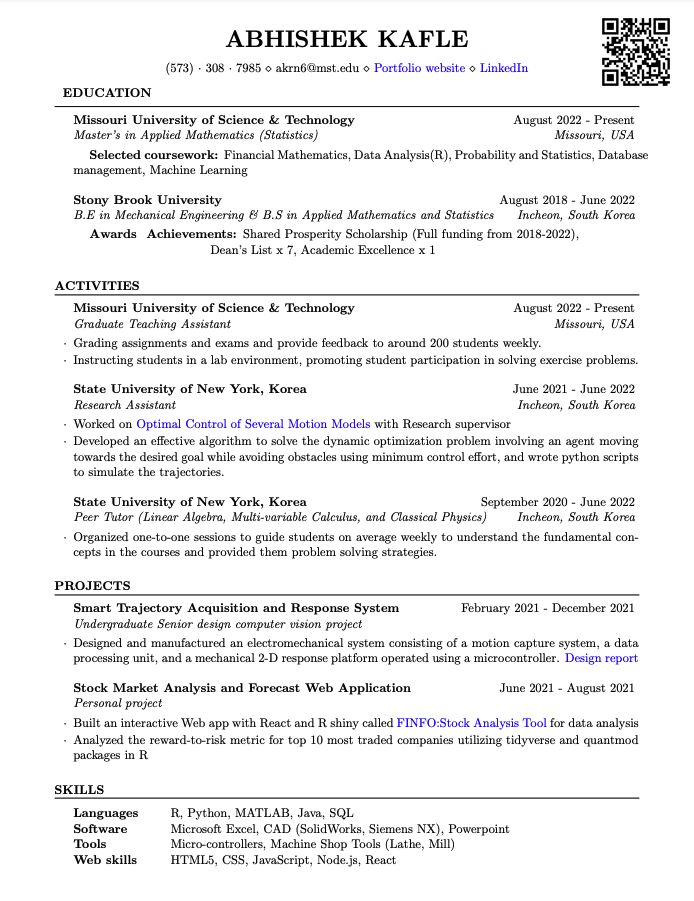 ABHISHEK KAFLE
(573) · 308 · 7985 ⋄ akrn6@mst.edu ⋄ Portfolio website ⋄ LinkedIn
EDUCATION
Missouri University of Science & Technology August 2022 - Present
Master's in Applied Mathematics (Statistics) Missouri, USA
Selected coursework: Financial Mathematics, Data Analysis(R), Probability and Statistics, Database
management, Machine Learning
Stony Brook University August 2018 - June 2022
B.E in Mechanical Engineering & B.S in Applied Mathematics and Statistics Incheon, South Korea
Awards Achievements: Shared Prosperity Scholarship (Full funding from 2018-2022),
Dean's List x 7, Academic Excellence x 1
ACTIVITIES
Missouri University of Science & Technology August 2022 - Present
Graduate Teaching Assistant Missouri, USA
· Grading assignments and exams and provide feedback to around 200 students weekly.
· Instructing students in a lab environment, promoting student participation in solving exercise problems.
State University of New York, Korea June 2021 - June 2022
Research Assistant Incheon, South Korea
· Worked on Optimal Control of Several Motion Models with Research supervisor
· Developed an effective algorithm to solve the dynamic optimization problem involving an agent moving
towards the desired goal while avoiding obstacles using minimum control effort, and wrote python scripts
to simulate the trajectories.
State University of New York, Korea September 2020 - June 2022
Peer Tutor (Linear Algebra, Multi-variable Calculus, and Classical Physics) Incheon, South Korea
· Organized one-to-one sessions to guide students on average weekly to understand the fundamental con-
cepts in the courses and provided them problem solving strategies.
PROJECTS
Smart Trajectory Acquisition and Response System February 2021 - December 2021
Undergraduate Senior design computer vision project
· Designed and manufactured an electromechanical system consisting of a motion capture system, a data
processing unit, and a mechanical 2-D response platform operated using a microcontroller. Design report
Stock Market Analysis and Forecast Web Application June 2021 - August 2021
Personal project
· Built an interactive Web app with React and R shiny called FINFO:Stock Analysis Tool for data analysis
· Analyzed the reward-to-risk metric for top 10 most traded companies utilizing tidyverse and quantmod
packages in R
SKILLS
Languages R, Python, MATLAB, Java, SQL
Software Microsoft Excel, CAD (SolidWorks, Siemens NX), Powerpoint
Tools Micro-controllers, Machine Shop Tools (Lathe, Mill)
Web skills HTML5, CSS, JavaScript, Node.js, React